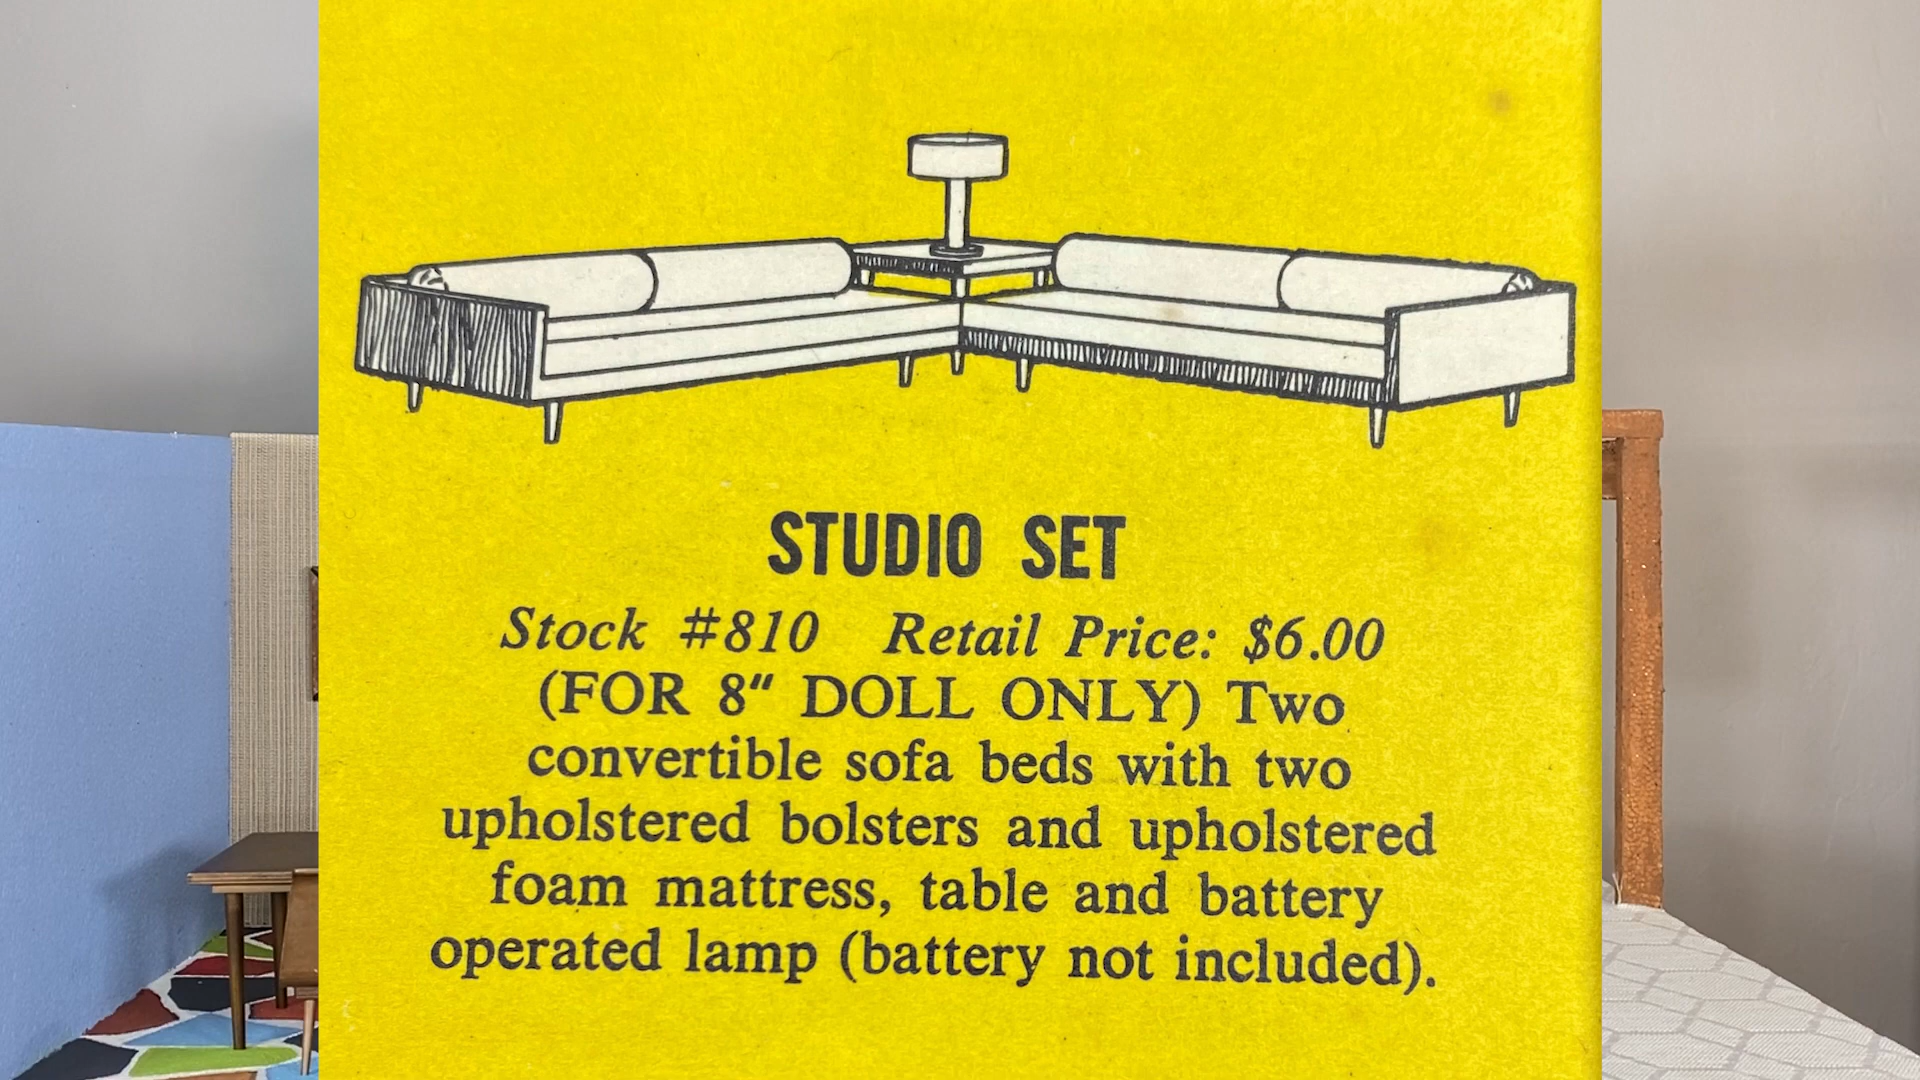 STUDIO SET
Stock #810 Retail Price: $6.00
(FOR 8" DOLL ONLY) Two
convertible sofa beds with two
upholstered bolsters and upholstered
foam mattress, table and battery
operated lamp (battery not included).